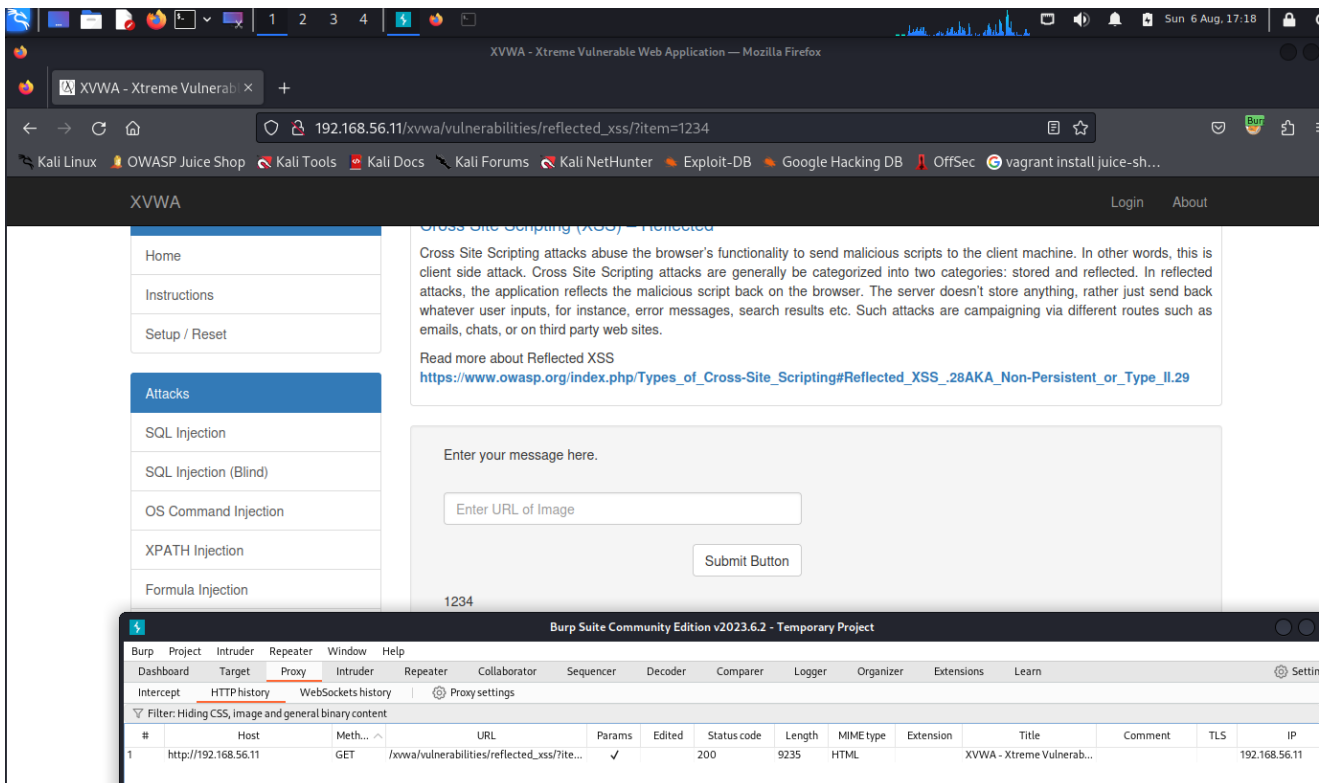 1 2 3 4 Sun 6 Aug, 17:18
XVWA - Xtreme Vulnerable Web Application — Mozilla Firefox
XVWA - Xtreme Vulnerabl
192.168.56.11/xvwa/vulnerabilities/reflected_xss/?item=1234
Kali Linux OWASP Juice Shop Kali Tools Kali Docs Kali Forums Kali NetHunter Exploit-DB Google Hacking DB OffSec vagrant install juice-sh...
XVWA Login About
Cross Site Scripting (XSS) – Reflected
Home
Instructions
Setup / Reset
Attacks
SQL Injection
SQL Injection (Blind)
OS Command Injection
XPATH Injection
Formula Injection
Cross Site Scripting attacks abuse the browser's functionality to send malicious scripts to the client machine. In other words, this is
client side attack. Cross Site Scripting attacks are generally be categorized into two categories: stored and reflected. In reflected
attacks, the application reflects the malicious script back on the browser. The server doesn't store anything, rather just send back
whatever user inputs, for instance, error messages, search results etc. Such attacks are campaigning via different routes such as
emails, chats, or on third party web sites.
Read more about Reflected XSS
https://www.owasp.org/index.php/Types_of_Cross-Site_Scripting#Reflected_XSS_.28AKA_Non-Persistent_or_Type_II.29
Enter your message here.
Enter URL of Image
Submit Button
1234
Burp Suite Community Edition v2023.6.2 - Temporary Project
Burp Project Intruder Repeater Window Help
Dashboard Target Proxy Intruder Repeater Collaborator Sequencer Decoder Comparer Logger Organizer Extensions Learn Settin
Intercept HTTP history WebSockets history Proxy settings
Filter: Hiding CSS, image and general binary content
# Host Meth... URL Params Edited Status code Length MIME type Extension Title Comment TLS IP
1 http://192.168.56.11 GET /xvwa/vulnerabilities/reflected_xss/?ite... ✓ 200 9235 HTML XVWA - Xtreme Vulnerab... 192.168.56.11